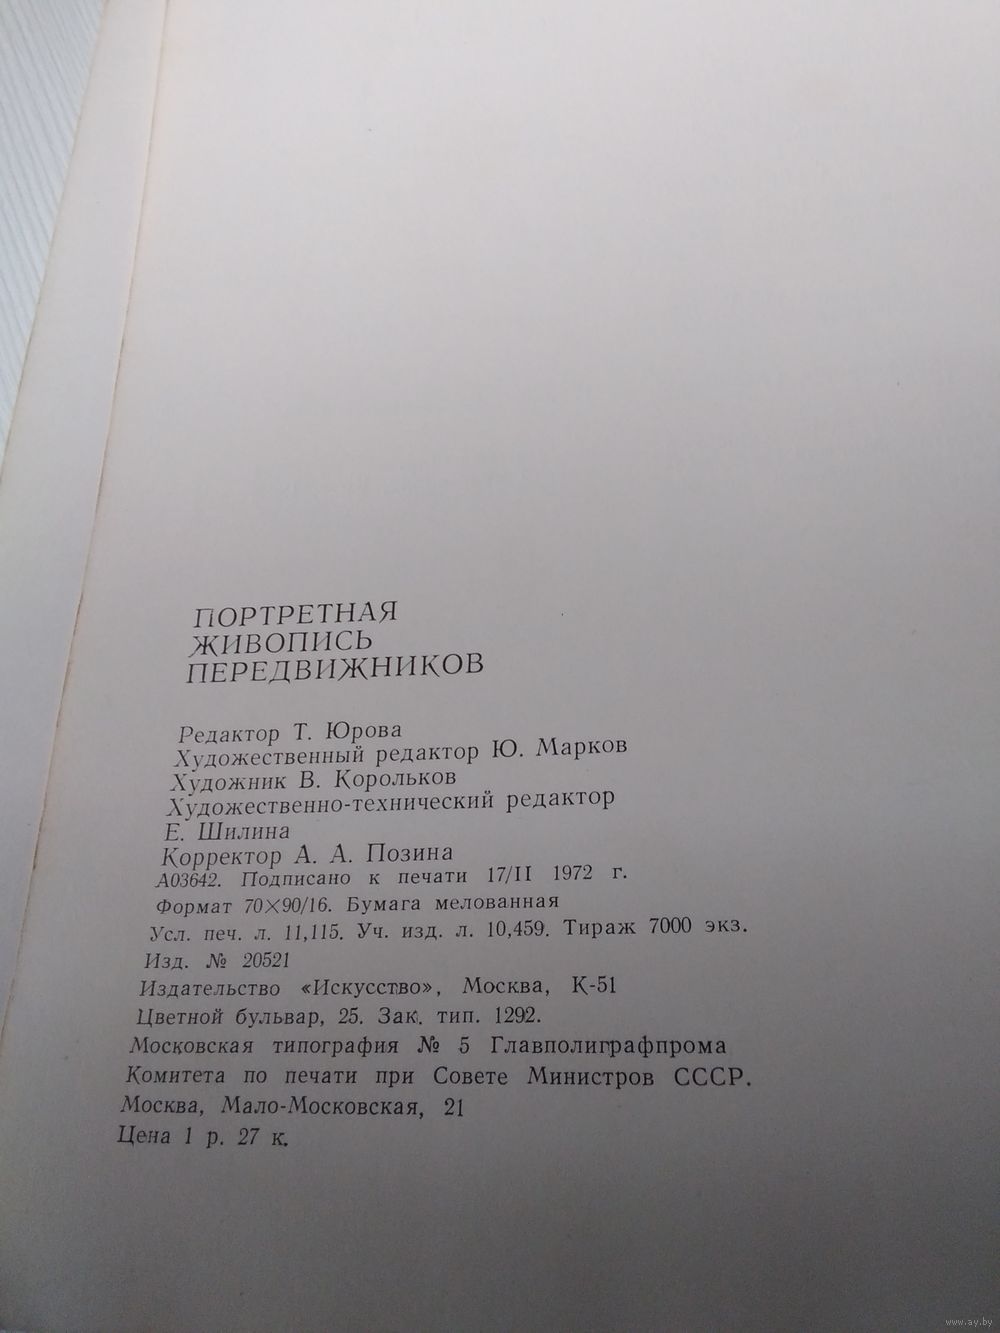 ПОРТРЕТНАЯ
ЖИВОПИСЬ
ПЕРЕДВИЖНИКОВ
Редактор Т. Юрова
Художественный редактор Ю. Марков
Художник В. Корольков
Художественно-технический редактор
Е. Шилина
Корректор А. А. Позина
А03642. Подписано к печати 17/II 1972 г.
Формат 70×90/16. Бумага мелованная
Усл. печ. л. 11,115. Уч. изд. л. 10,459. Тираж 7000 экз.
Изд. № 20521
Издательство «Искусство», Москва, К-51
Цветной бульвар, 25. Зак. тип. 1292.
Московская типография № 5 Главполиграфпрома
Комитета по печати при Совете Министров СССР.
Москва, Мало-Московская, 21
Цена 1 р. 27 к.
www.ay.by